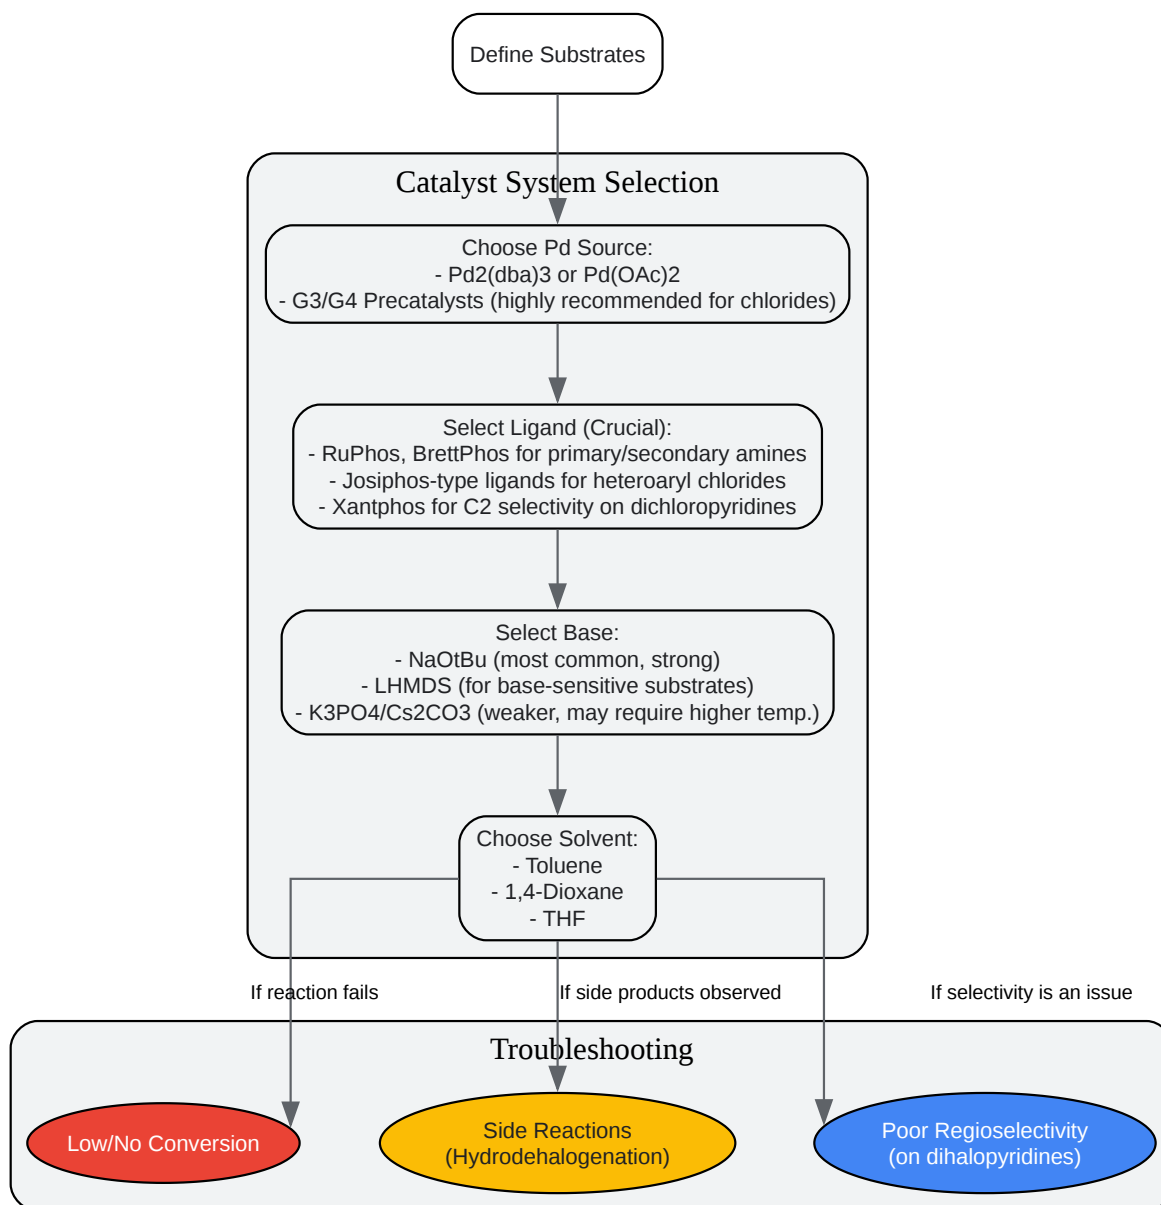 Define Substrates
Catalyst System Selection
Choose Pd Source:
- Pd2(dba)3 or Pd(OAc)2
- G3/G4 Precatalysts (highly recommended for chlorides)
Select Ligand (Crucial):
- RuPhos, BrettPhos for primary/secondary amines
- Josiphos-type ligands for heteroaryl chlorides
- Xantphos for C2 selectivity on dichloropyridines
Select Base:
- NaOtBu (most common, strong)
- LHMDS (for base-sensitive substrates)
- K3PO4/Cs2CO3 (weaker, may require higher temp.)
Choose Solvent:
- Toluene
- 1,4-Dioxane
- THF
If reaction fails
If side products observed
If selectivity is an issue
Troubleshooting
Low/No Conversion
Side Reactions
(Hydrodehalogenation)
Poor Regioselectivity
(on dihalopyridines)